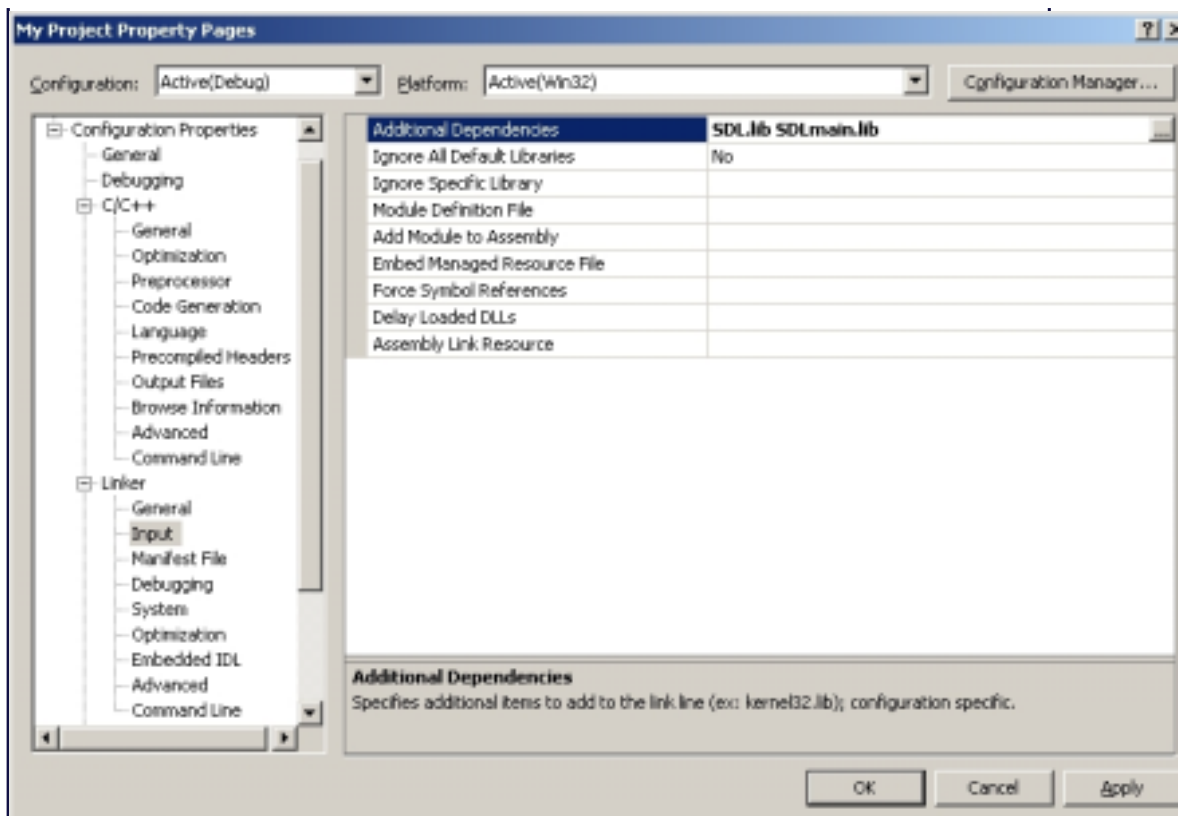 My Project Property Pages
Configuration: Active(Debug) Platform: Active(Win32) Configuration Manager...
Configuration Properties
General
Debugging
C/C++
General
Optimization
Preprocessor
Code Generation
Language
Precompiled Headers
Output Files
Browse Information
Advanced
Command Line
Linker
General
Input
Manifest File
Debugging
System
Optimization
Embedded IDL
Advanced
Command Line
Additional Dependencies SDL.lib SDLmain.lib ...
Ignore All Default Libraries No
Ignore Specific Library
Module Definition File
Add Module to Assembly
Embed Managed Resource File
Force Symbol References
Delay Loaded DLLs
Assembly Link Resource
Additional Dependencies
Specifies additional items to add to the link line (ex: kernel32.lib); configuration specific.
OK Cancel Apply